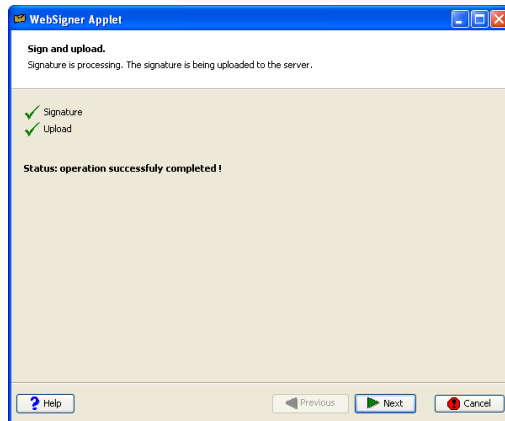 WebSigner Applet
Sign and upload.
Signature is processing. The signature is being uploaded to the server.
Signature
Upload
Status: operation successfuly completed !
Help
Previous
Next
Cancel